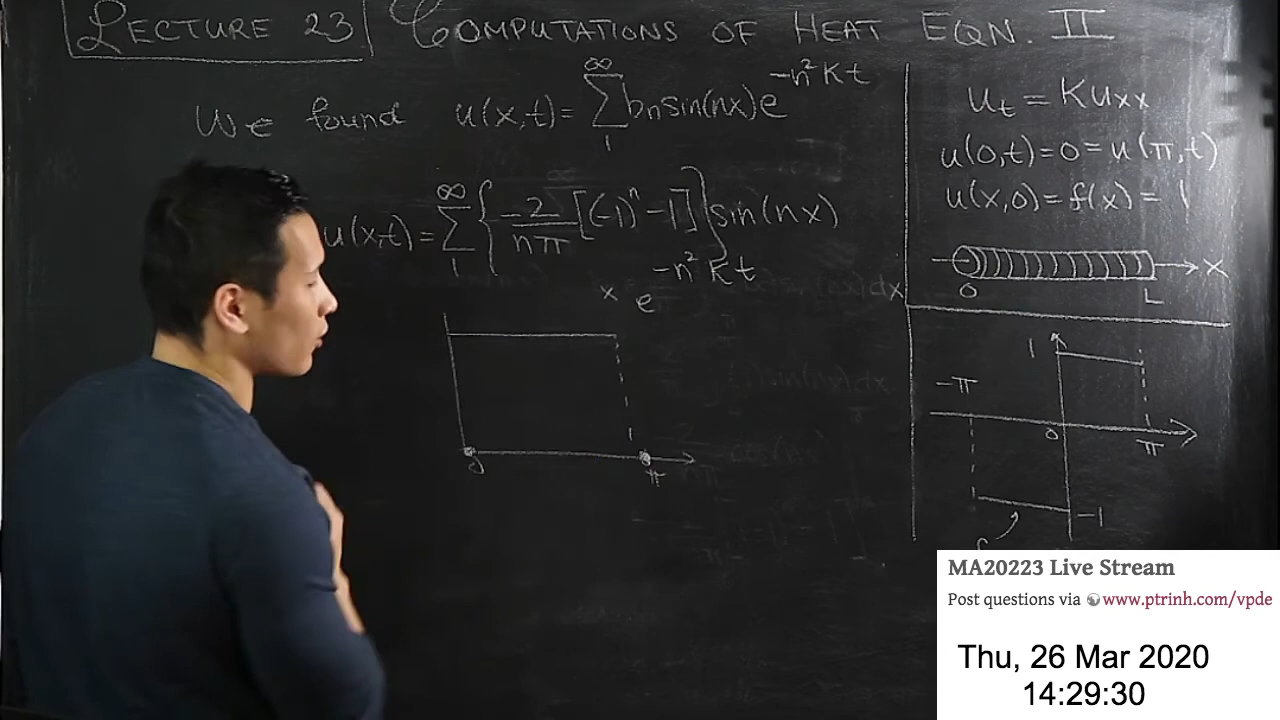 LECTURE 23 COMPUTATIONS OF HEAT EQN. II
We found u(x,t) = ∞ Σ 1 bn sin(nx) e^{-n²Kt}
u(x,t) = ∞ Σ 1 { -2/nπ [(-1)^n - 1] } sin(nx)
x e^{-n²Kt}
0 π
ut = Kuxx
u(0,t) = 0 = u(π,t)
u(x,0) = f(x) = 1
0 L x
1
-π 0 π
-1
MA20223 Live Stream
Post questions via www.ptrinh.com/vpde
Thu, 26 Mar 2020
14:29:30